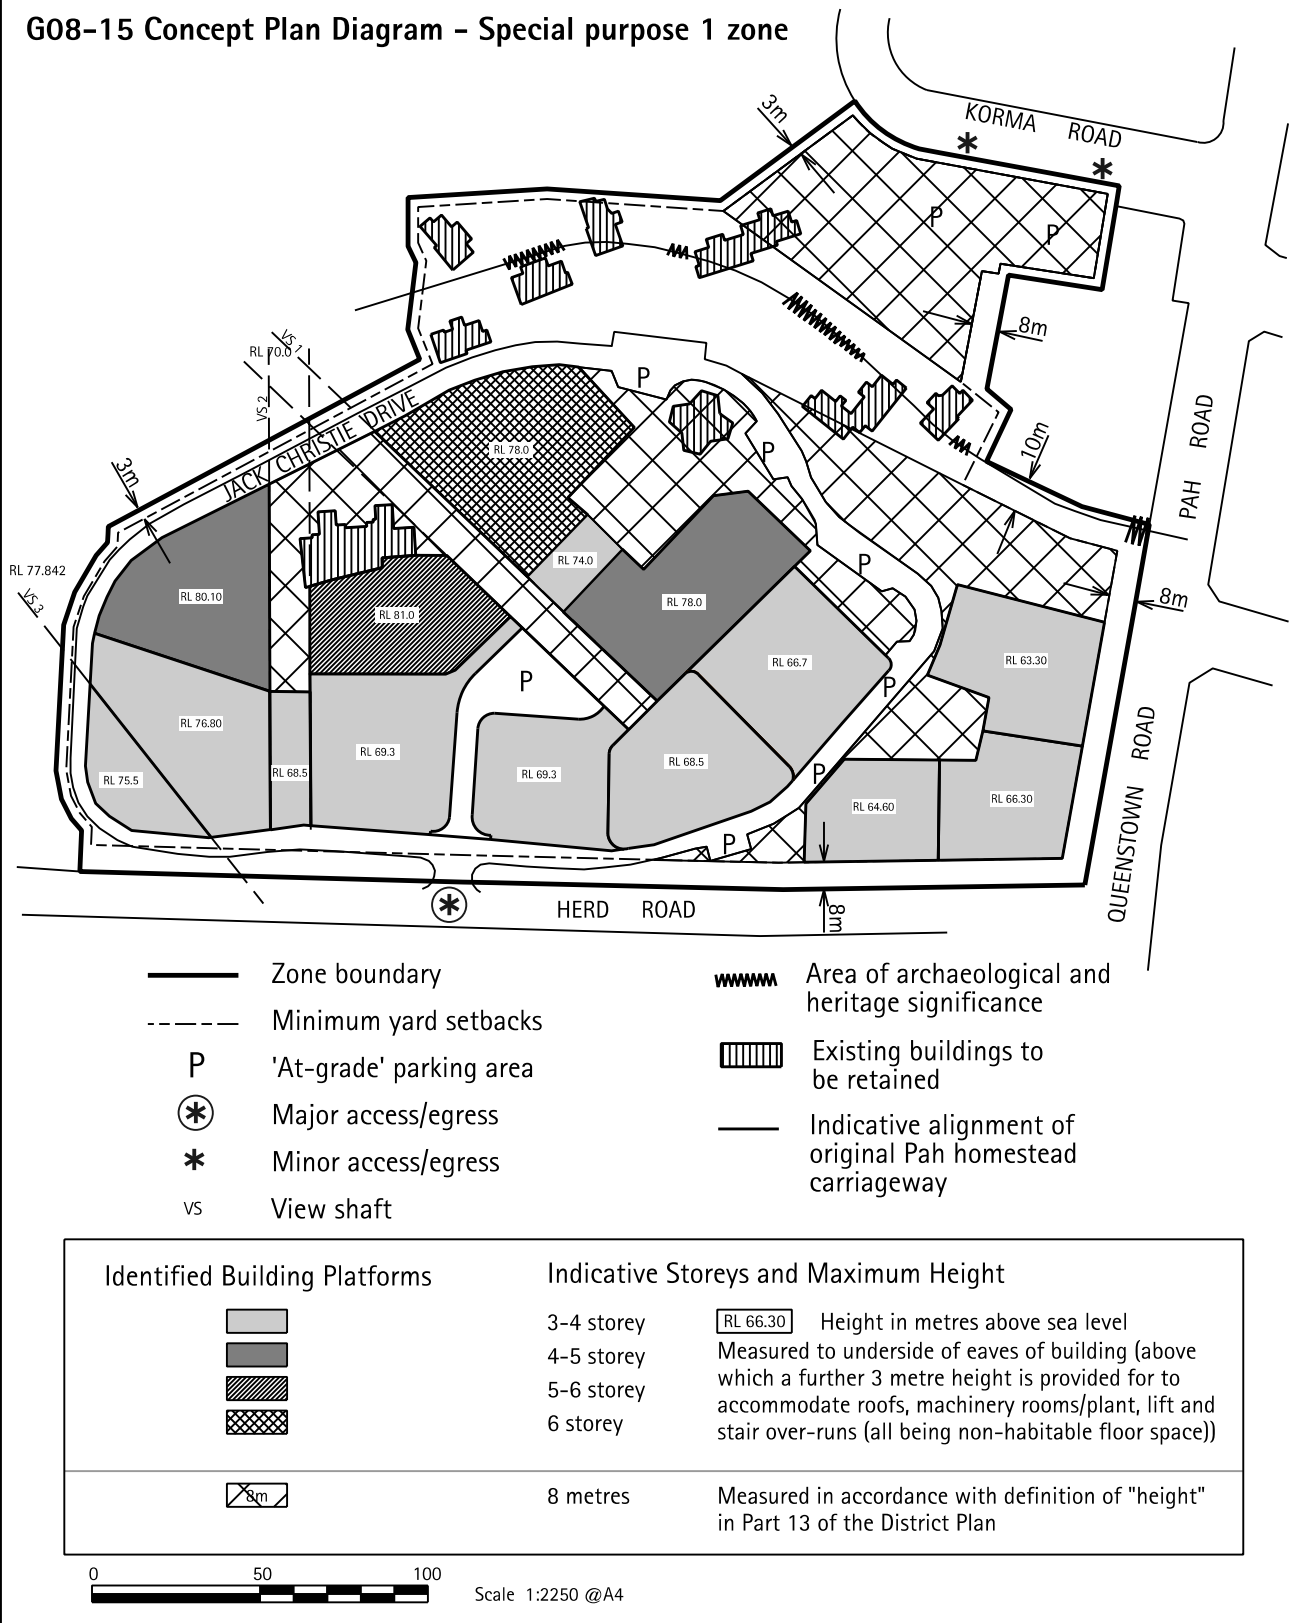 G08-15 Concept Plan Diagram - Special purpose 1 zone
KORMA ROAD
3m
P
P
8m
VS 1
RL 70.0
VS 2
JACK CHRISTIE DRIVE
P
RL 78.0
P
10m
PAH ROAD
3m
RL 77.842
VS 3
RL 80.10
RL 81.0
RL 74.0
RL 78.0
P
8m
RL 66.7
RL 63.30
P
P
RL 76.80
RL 75.5
RL 68.5
RL 69.3
RL 69.3
RL 68.5
P
RL 64.60
RL 66.30
P
QUEENSTOWN ROAD
HERD ROAD
8m
Zone boundary
Minimum yard setbacks
P 'At-grade' parking area
Major access/egress
Minor access/egress
VS View shaft
Area of archaeological and
heritage significance
Existing buildings to
be retained
Indicative alignment of
original Pah homestead
carriageway
Identified Building Platforms
Indicative Storeys and Maximum Height
3-4 storey
4-5 storey
5-6 storey
6 storey
RL 66.30 Height in metres above sea level
Measured to underside of eaves of building (above
which a further 3 metre height is provided for to
accommodate roofs, machinery rooms/plant, lift and
stair over-runs (all being non-habitable floor space))
8m
8 metres
Measured in accordance with definition of "height"
in Part 13 of the District Plan
0 50 100
Scale 1:2250 @A4